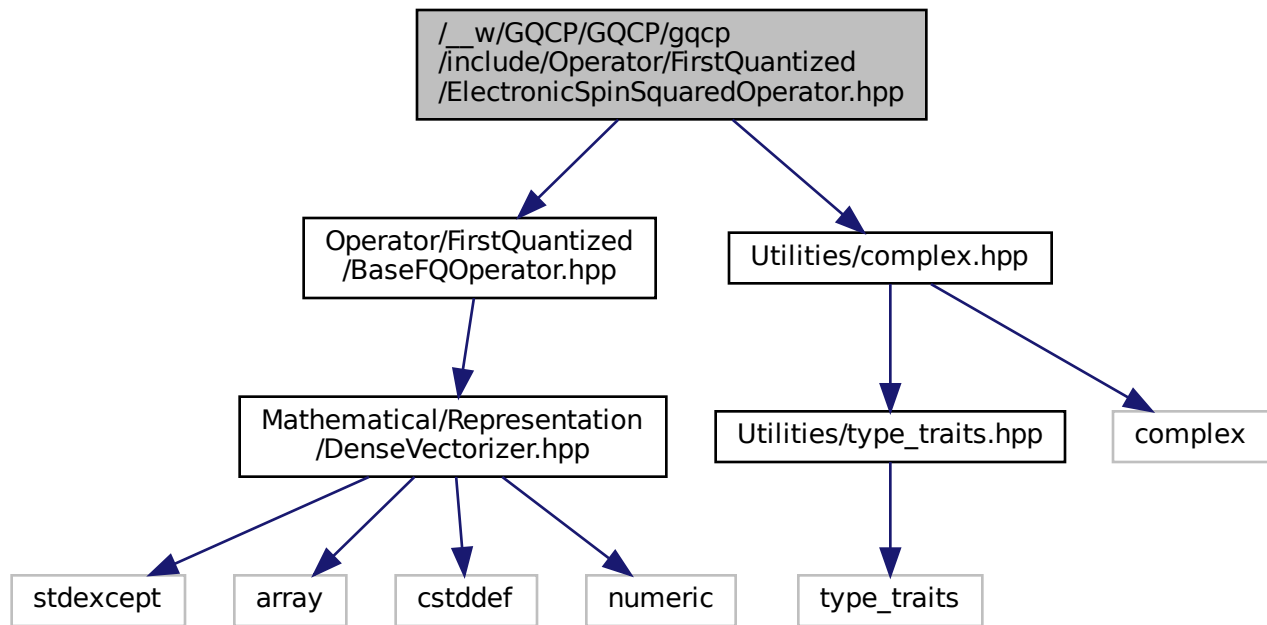 /__w/GQCP/GQCP/gqcp
/include/Operator/FirstQuantized
/ElectronicSpinSquaredOperator.hpp
Operator/FirstQuantized
/BaseFQOperator.hpp
Utilities/complex.hpp
Mathematical/Representation
/DenseVectorizer.hpp
Utilities/type_traits.hpp
complex
stdexcept
array
cstddef
numeric
type_traits